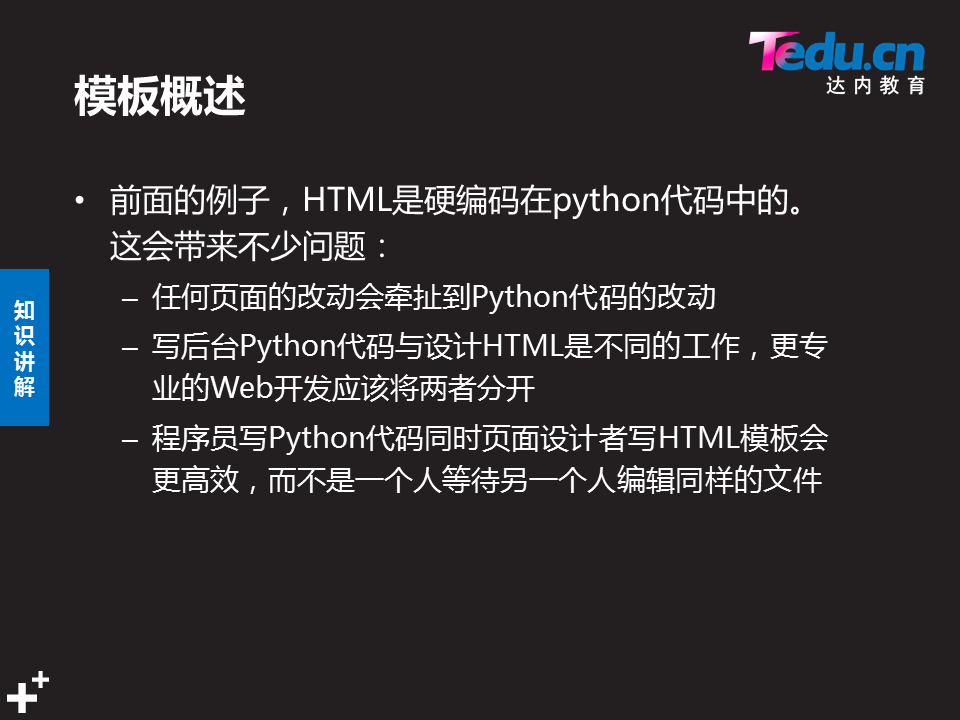 Tedu.cn
达内教育
模板概述
• 前面的例子，HTML是硬编码在python代码中的。
这会带来不少问题：
– 任何页面的改动会牵扯到Python代码的改动
– 写后台Python代码与设计HTML是不同的工作，更专
业的Web开发应该将两者分开
– 程序员写Python代码同时页面设计者写HTML模板会
更高效，而不是一个人等待另一个人编辑同样的文件
知
识
讲
解